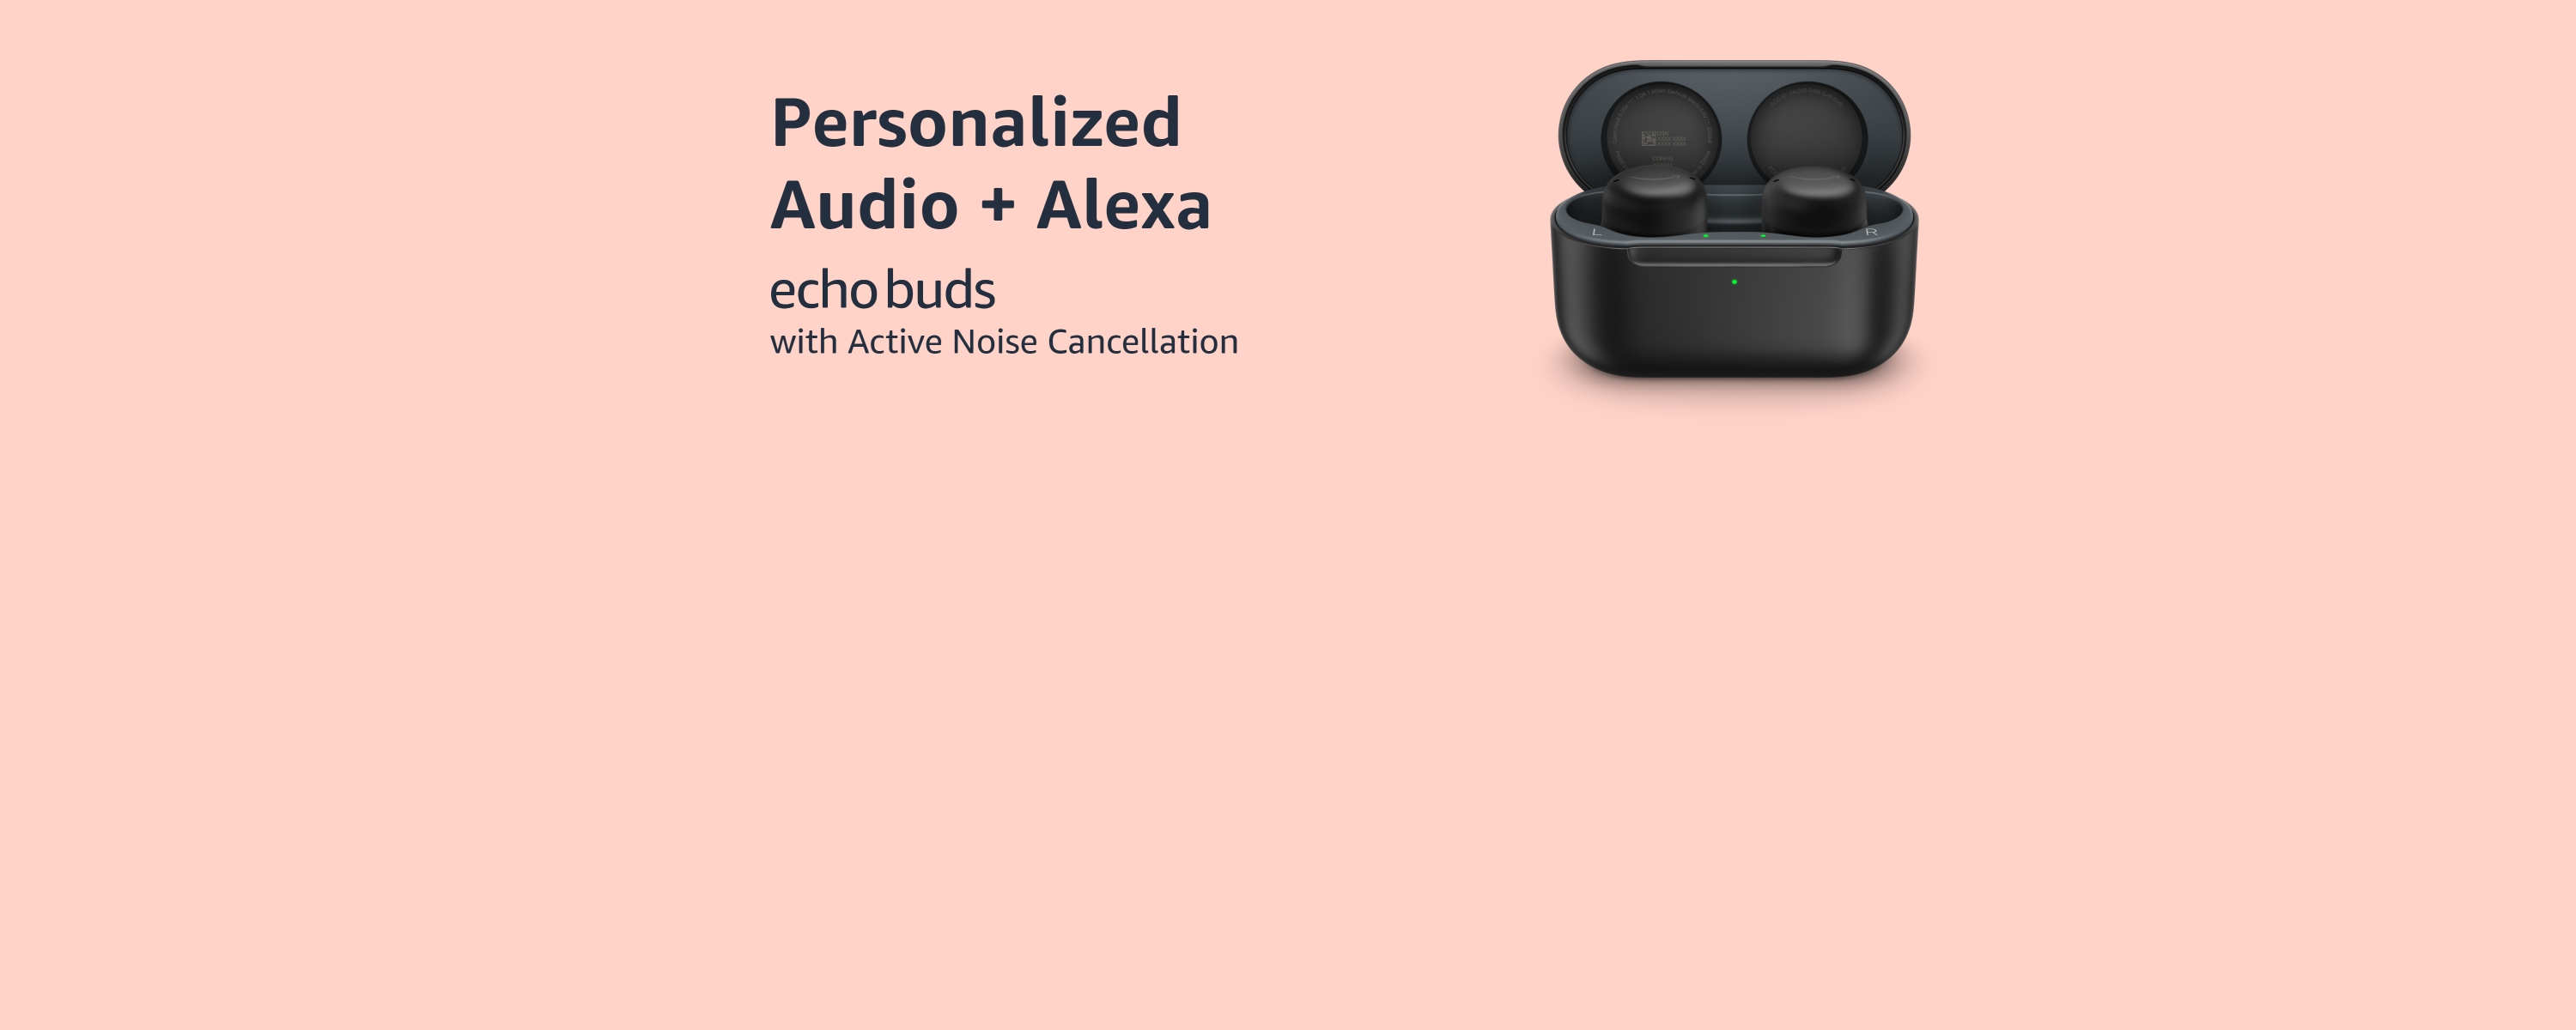 Personalized
Audio + Alexa
echo buds
with Active Noise Cancellation
L
R